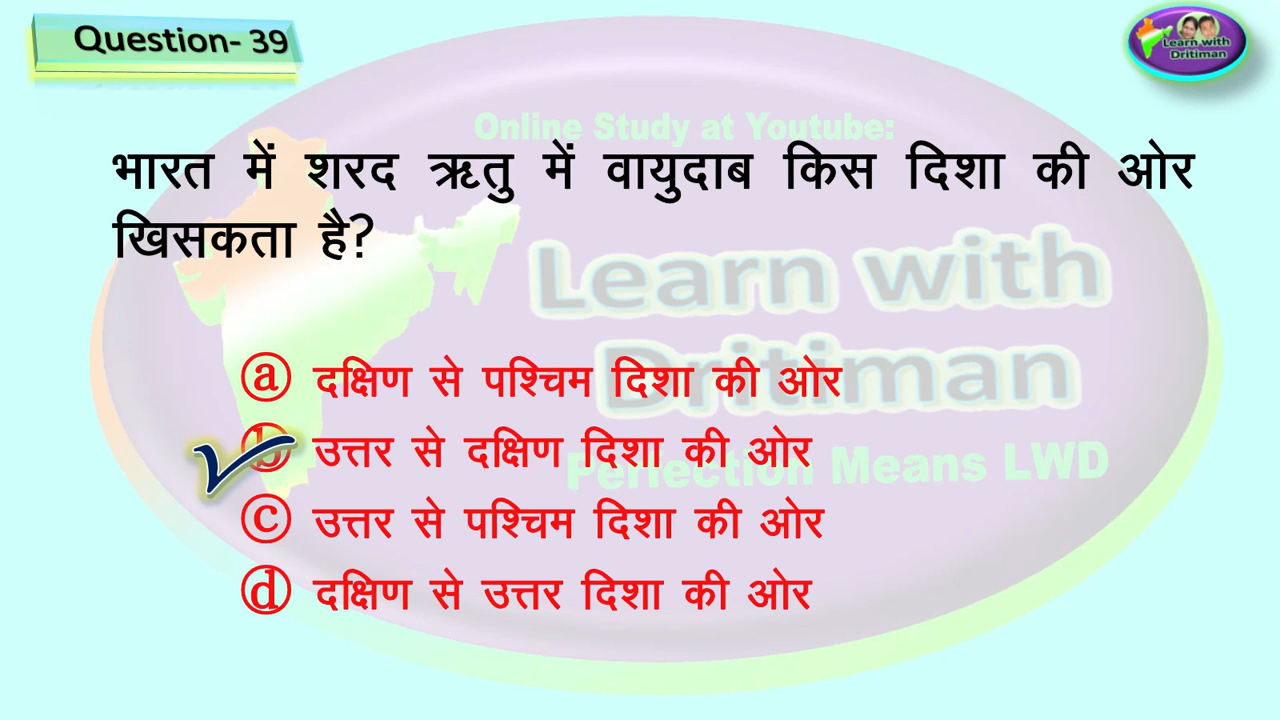 Question- 39
Learn with
Dritiman
Online Study at Youtube:
भारत में शरद ऋतु में वायुदाब किस दिशा की ओर
खिसकता है?
Learn with
Dritiman
ⓐ दक्षिण से पश्चिम दिशा की ओर
ⓑ उत्तर से दक्षिण दिशा की ओर
Perfection Means LWD
ⓒ उत्तर से पश्चिम दिशा की ओर
ⓓ दक्षिण से उत्तर दिशा की ओर